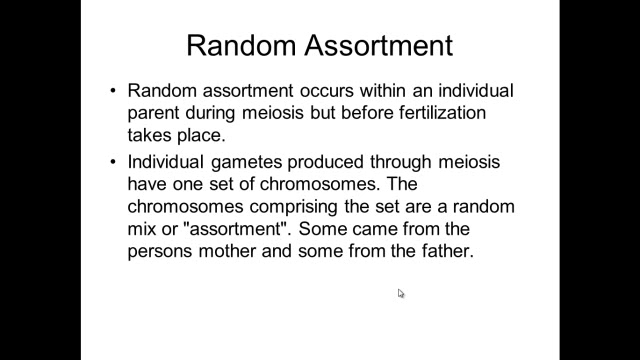 Random Assortment
• Random assortment occurs within an individual
parent during meiosis but before fertilization
takes place.
• Individual gametes produced through meiosis
have one set of chromosomes. The
chromosomes comprising the set are a random
mix or "assortment". Some came from the
persons mother and some from the father.